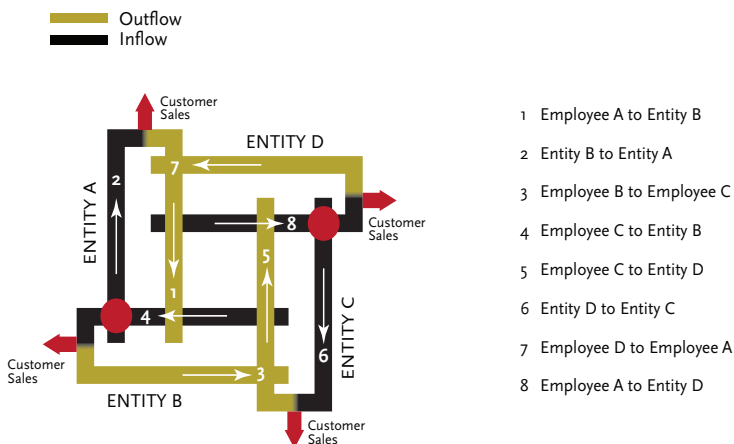 Outflow
Inflow
Customer
Sales
ENTITY D
7
2
ENTITY A
8
Customer
Sales
5
1
4
ENTITY C
6
Customer
Sales
3
ENTITY B
Customer
Sales
1 Employee A to Entity B
2 Entity B to Entity A
3 Employee B to Employee C
4 Employee C to Entity B
5 Employee C to Entity D
6 Entity D to Entity C
7 Employee D to Employee A
8 Employee A to Entity D